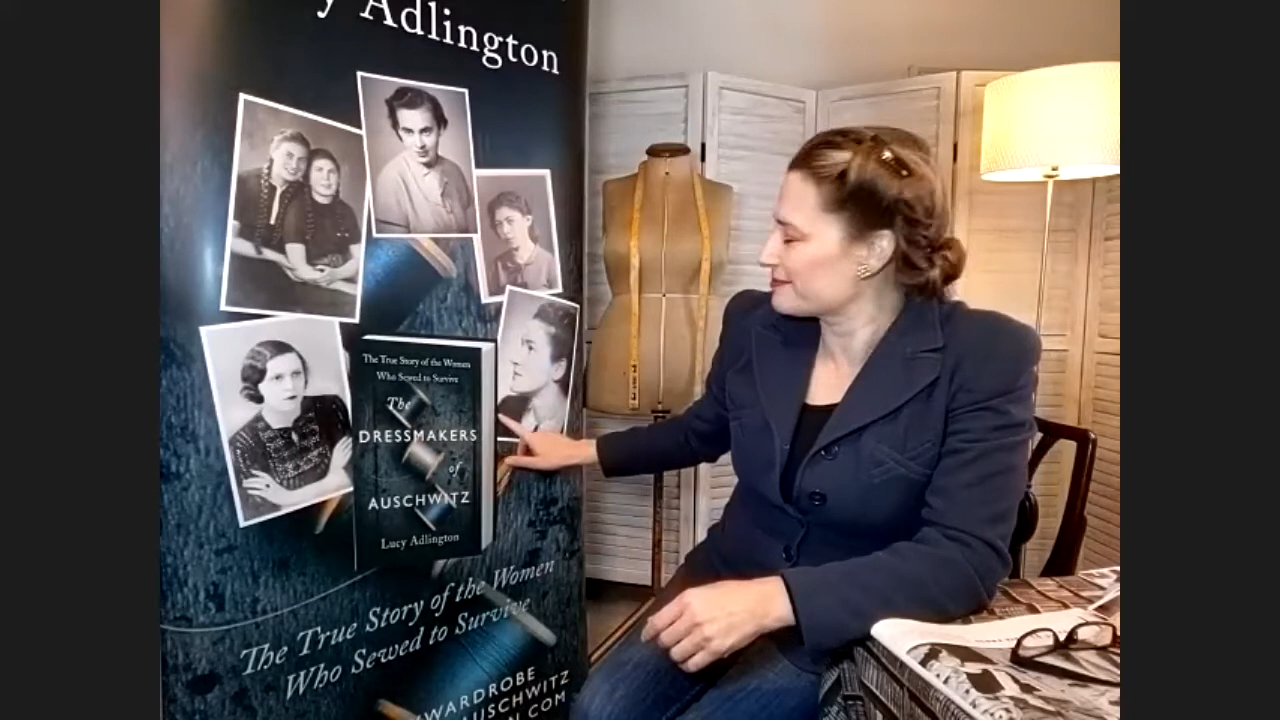 y Adlington
The True Story of the Women
Who Sewed to Survive
The
DRESSMAKERS
of
AUSCHWITZ
Lucy Adlington
The True Story of the Women
Who Sewed to Survive
WARDROBE
AUSCHWITZ
N COM